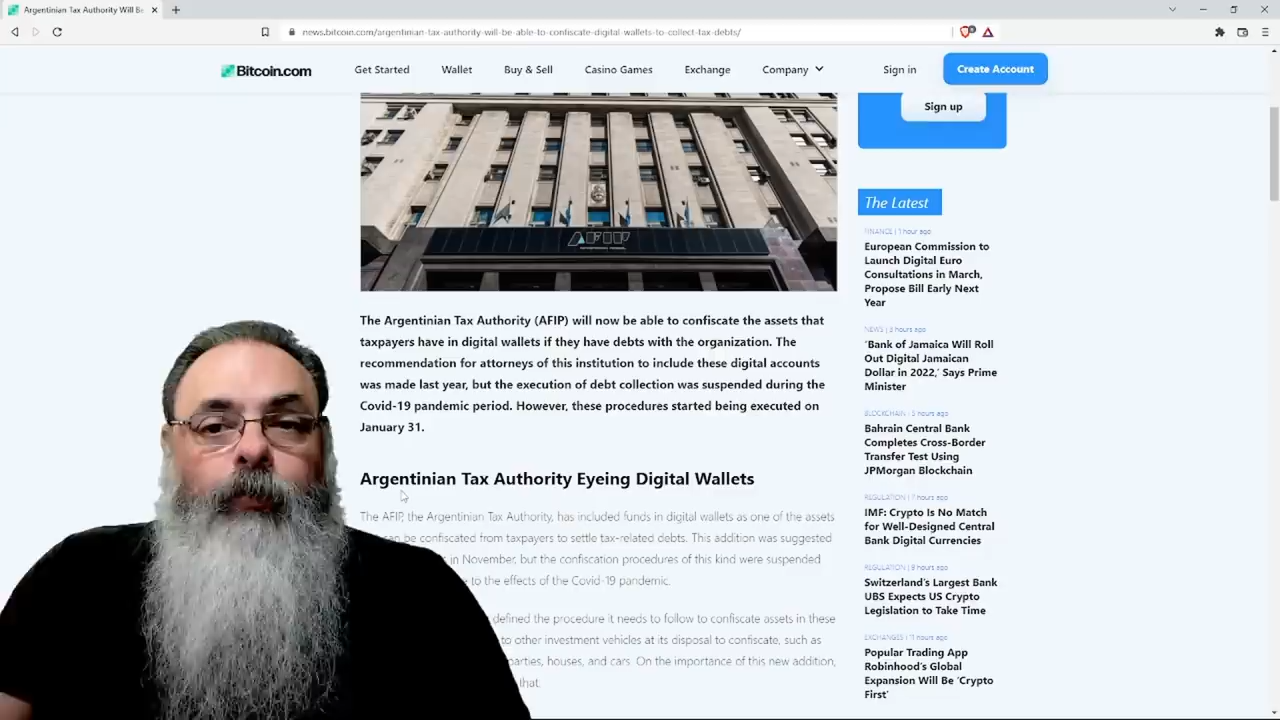 Argentinian Tax Authority Will Be
news.bitcoin.com/argentinian-tax-authority-will-be-able-to-confiscate-digital-wallets-to-collect-tax-debts/
Bitcoin.com
Get Started
Wallet
Buy & Sell
Casino Games
Exchange
Company
Sign in
Create Account
Sign up
AFIP
The Argentinian Tax Authority (AFIP) will now be able to confiscate the assets that
taxpayers have in digital wallets if they have debts with the organization. The
recommendation for attorneys of this institution to include these digital accounts
was made last year, but the execution of debt collection was suspended during the
Covid-19 pandemic period. However, these procedures started being executed on
January 31.
Argentinian Tax Authority Eyeing Digital Wallets
The AFIP, the Argentinian Tax Authority, has included funds in digital wallets as one of the assets
can be confiscated from taxpayers to settle tax-related debts. This addition was suggested
in November, but the confiscation procedures of this kind were suspended
to the effects of the Covid-19 pandemic.
defined the procedure it needs to follow to confiscate assets in these
to other investment vehicles at its disposal to confiscate, such as
parties, houses, and cars. On the importance of this new addition,
that.
The Latest
FINANCE | 1 hour ago
European Commission to
Launch Digital Euro
Consultations in March,
Propose Bill Early Next
Year
NEWS | 3 hours ago
‘Bank of Jamaica Will Roll
Out Digital Jamaican
Dollar in 2022,’ Says Prime
Minister
BLOCKCHAIN | 5 hours ago
Bahrain Central Bank
Completes Cross-Border
Transfer Test Using
JPMorgan Blockchain
REGULATION | 7 hours ago
IMF: Crypto Is No Match
for Well-Designed Central
Bank Digital Currencies
REGULATION | 9 hours ago
Switzerland’s Largest Bank
UBS Expects US Crypto
Legislation to Take Time
EXCHANGES | 11 hours ago
Popular Trading App
Robinhood’s Global
Expansion Will Be ‘Crypto
First’